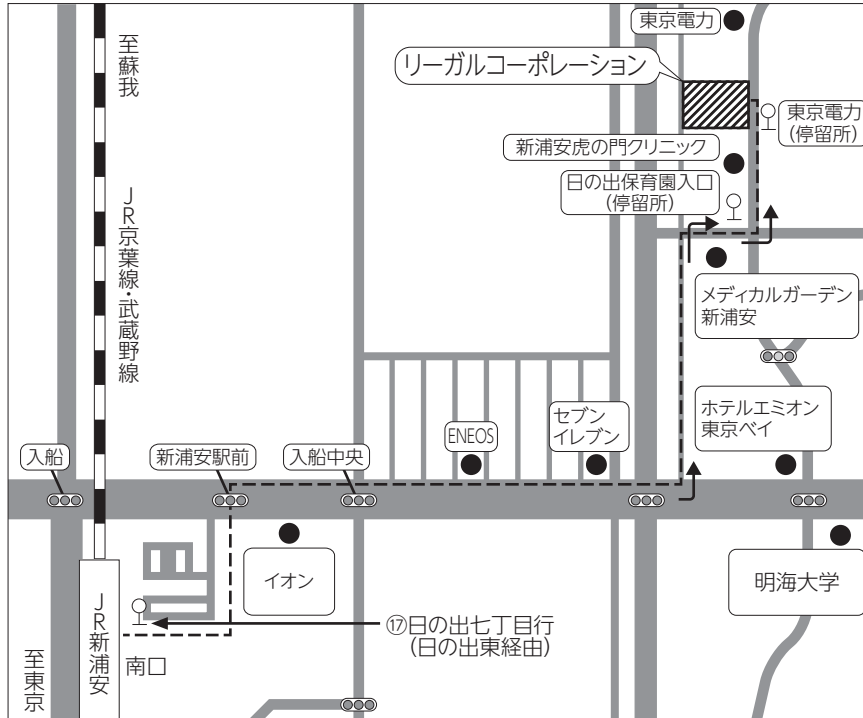 東京電力
至蘇我
リーガルコーポレーション
東京電力
(停留所)
新浦安虎の門クリニック
日の出保育園入口
(停留所)
JR京葉線・武蔵野線
メディカルガーデン
新浦安
ホテルエミオン
東京ベイ
セブン
イレブン
ENEOS
入船
新浦安駅前
入船中央
イオン
明海大学
JR新浦安
⑰日の出七丁目行
(日の出東経由)
南口
至東京